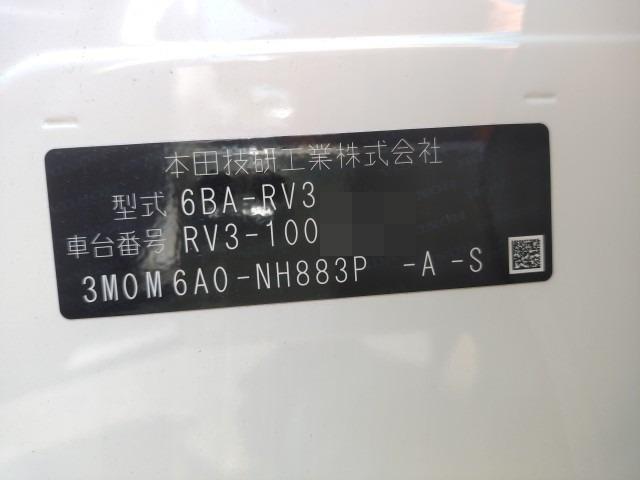 本田技研工業株式会社
型式 6BA-RV3
車台番号 RV3-100
3M0M6A0-NH883P -A-S